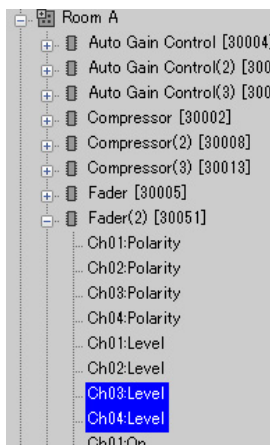 Room A
Auto Gain Control [30004]
Auto Gain Control(2) [300
Auto Gain Control(3) [300
Compressor [30002]
Compressor(2) [30008]
Compressor(3) [30013]
Fader [30005]
Fader(2) [30051]
Ch01:Polarity
Ch02:Polarity
Ch03:Polarity
Ch04:Polarity
Ch01:Level
Ch02:Level
Ch03:Level
Ch04:Level
Ch01:On